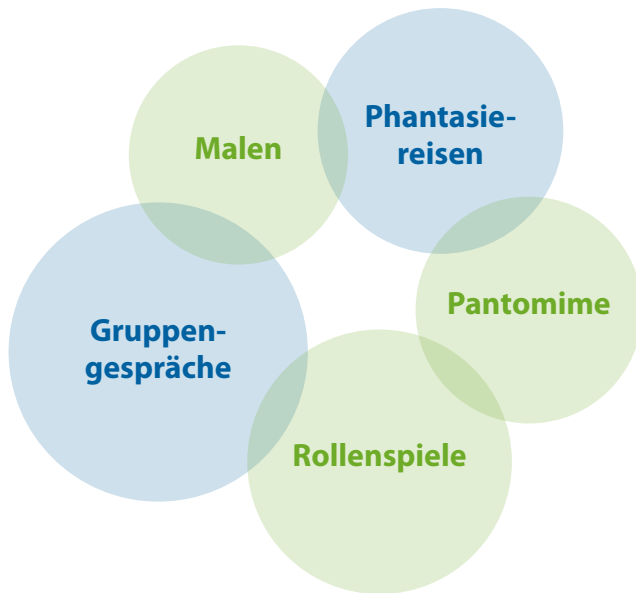 Malen
Phantasie-
reisen
Pantomime
Gruppen-
gespräche
Rollenspiele